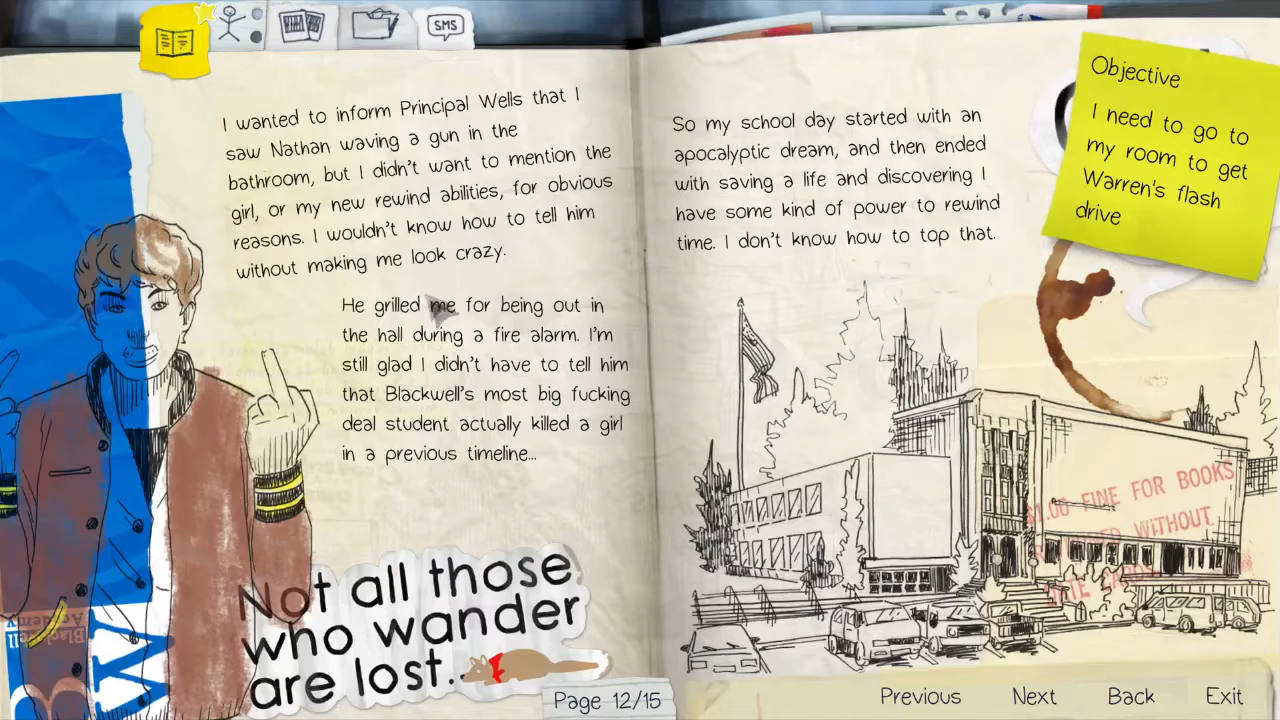 SMS
I wanted to inform Principal Wells that I
saw Nathan waving a gun in the
bathroom, but I didn't want to mention the
girl, or my new rewind abilities, for obvious
reasons. I wouldn't know how to tell him
without making me look crazy.
He grilled me for being out in
the hall during a fire alarm. I'm
still glad I didn't have to tell him
that Blackwell's most big fucking
deal student actually killed a girl
in a previous timeline...
Blackwell
Academy
Not all those
who wander
are lost.
So my school day started with an
apocalyptic dream, and then ended
with saving a life and discovering I
have some kind of power to rewind
time. I don't know how to top that.
Objective
I need to go to
my room to get
Warren's flash
drive
$1.00 FINE FOR BOOKS
WITHOUT
Page 12/15
Previous
Next
Back
Exit